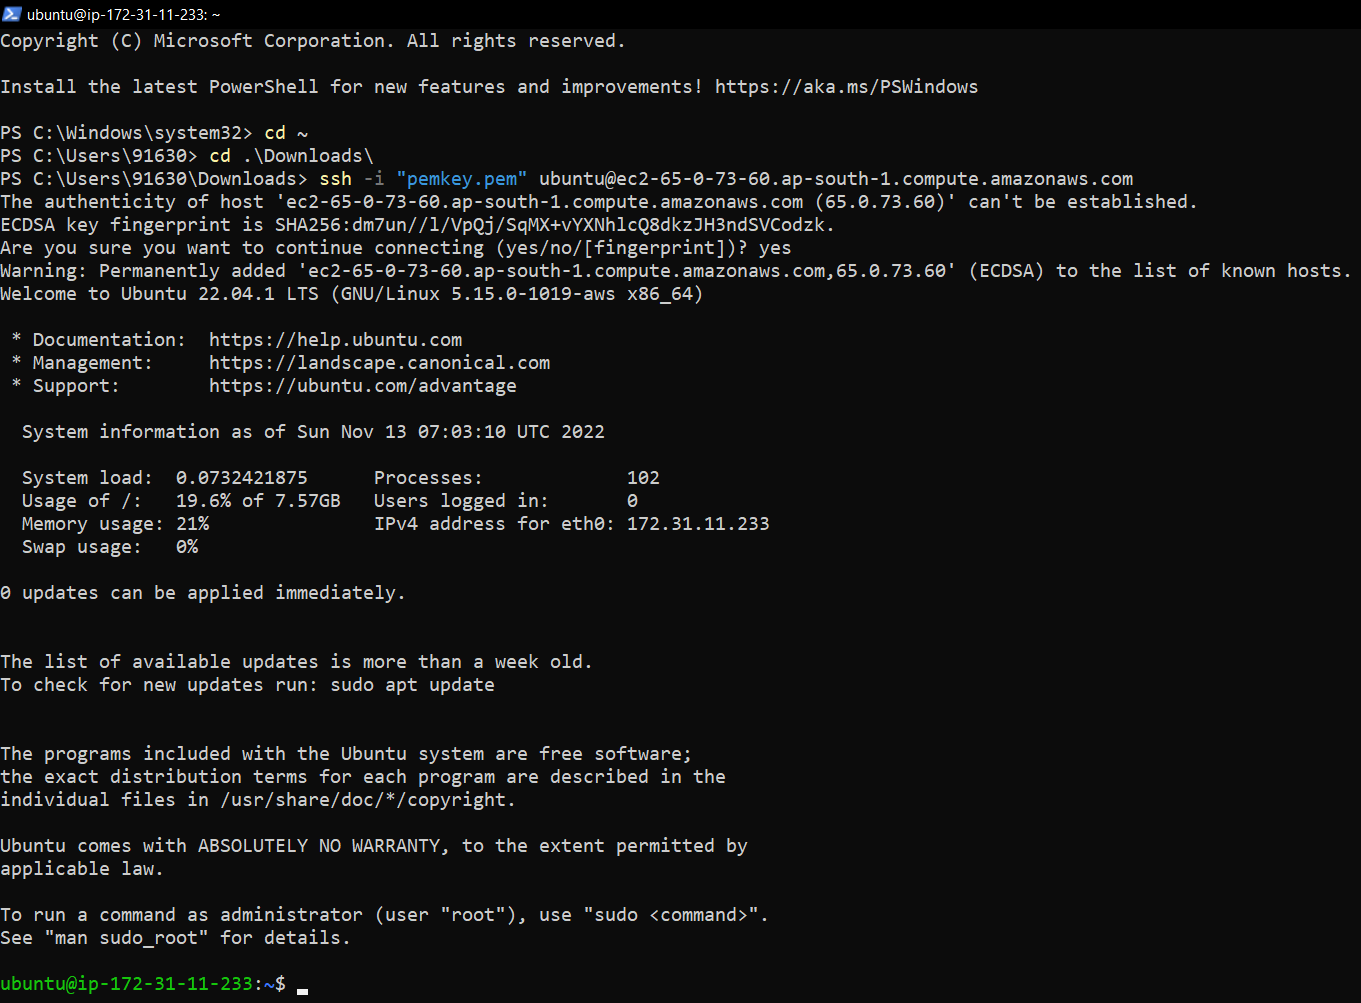 ubuntu@ip-172-31-11-233: ~
Copyright (C) Microsoft Corporation. All rights reserved.
Install the latest PowerShell for new features and improvements! https://aka.ms/PSWindows
PS C:\Windows\system32> cd ~
PS C:\Users\91630> cd .\Downloads\
PS C:\Users\91630\Downloads> ssh -i "pemkey.pem" ubuntu@ec2-65-0-73-60.ap-south-1.compute.amazonaws.com
The authenticity of host 'ec2-65-0-73-60.ap-south-1.compute.amazonaws.com (65.0.73.60)' can't be established.
ECDSA key fingerprint is SHA256:dm7un//l/VpQj/SqMX+vYXNhlcQ8dkzJH3ndSVCodzk.
Are you sure you want to continue connecting (yes/no/[fingerprint])? yes
Warning: Permanently added 'ec2-65-0-73-60.ap-south-1.compute.amazonaws.com,65.0.73.60' (ECDSA) to the list of known hosts.
Welcome to Ubuntu 22.04.1 LTS (GNU/Linux 5.15.0-1019-aws x86_64)
* Documentation:  https://help.ubuntu.com
* Management:     https://landscape.canonical.com
* Support:        https://ubuntu.com/advantage
System information as of Sun Nov 13 07:03:10 UTC 2022
System load:  0.0732421875      Processes:             102
Usage of /:   19.6% of 7.57GB   Users logged in:       0
Memory usage: 21%               IPv4 address for eth0: 172.31.11.233
Swap usage:   0%
0 updates can be applied immediately.
The list of available updates is more than a week old.
To check for new updates run: sudo apt update
The programs included with the Ubuntu system are free software;
the exact distribution terms for each program are described in the
individual files in /usr/share/doc/*/copyright.
Ubuntu comes with ABSOLUTELY NO WARRANTY, to the extent permitted by
applicable law.
To run a command as administrator (user "root"), use "sudo <command>".
See "man sudo_root" for details.
ubuntu@ip-172-31-11-233:~$